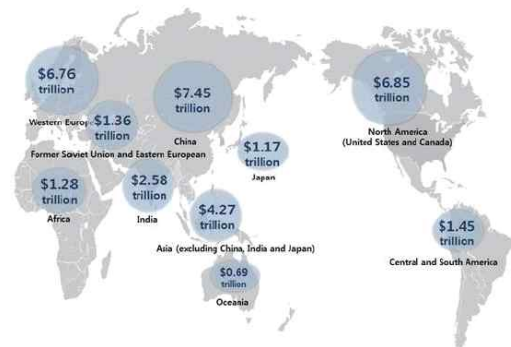 $6.76
trillion
Western Europe
$1.36
trillion
Former Soviet Union and Eastern European
$7.45
trillion
China
$1.17
trillion
Japan
$6.85
trillion
North America
(United States and Canada)
$1.28
trillion
Africa
$2.58
trillion
India
$4.27
trillion
Asia (excluding China, India and Japan)
$0.69
trillion
Oceania
$1.45
trillion
Central and South America